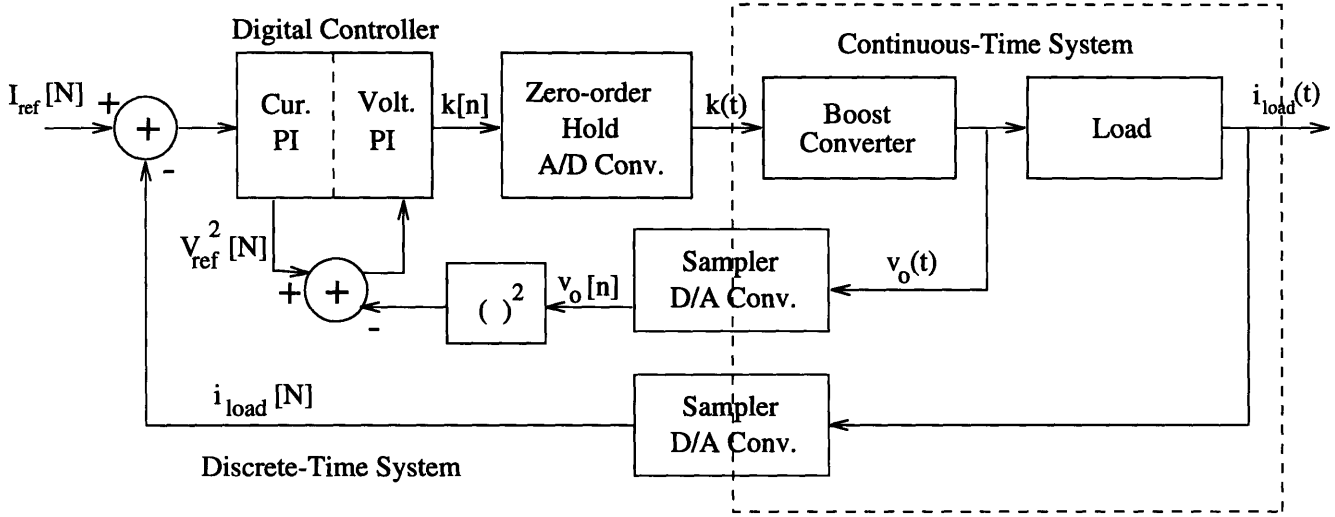 Digital Controller
Continuous-Time System
I_ref [N]
+
+
-
Cur.
PI
Volt.
PI
k[n]
Zero-order
Hold
A/D Conv.
k(t)
Boost
Converter
Load
i_load(t)
V_ref^2 [N]
+
+
-
( )^2
v_o[n]
Sampler
D/A Conv.
v_o(t)
i_load [N]
Sampler
D/A Conv.
Discrete-Time System